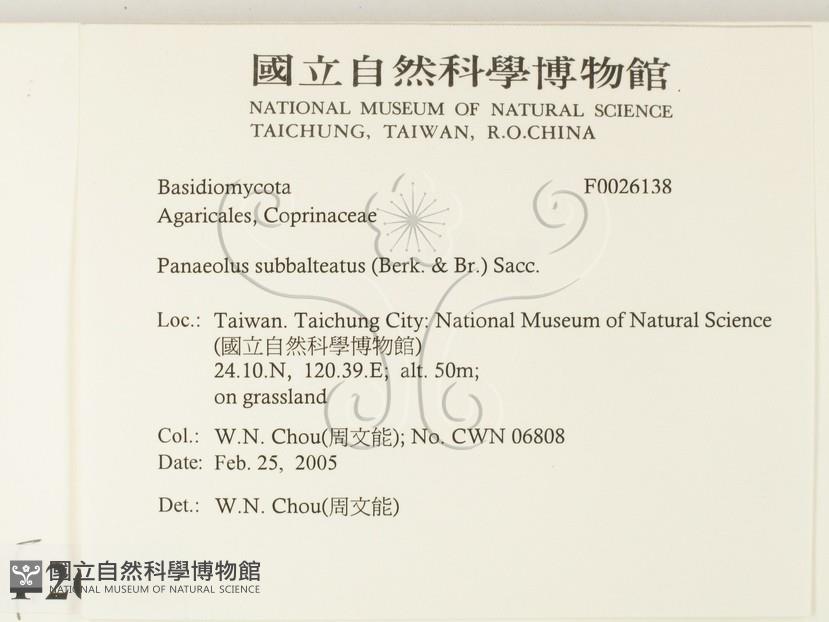 國立自然科學博物館
NATIONAL MUSEUM OF NATURAL SCIENCE
TAICHUNG, TAIWAN, R.O.CHINA
Basidiomycota F0026138
Agaricales, Coprinaceae
Panaeolus subbalteatus (Berk. & Br.) Sacc.
Loc.: Taiwan. Taichung City: National Museum of Natural Science
(國立自然科學博物館)
24.10.N, 120.39.E; alt. 50m;
on grassland
Col.: W.N. Chou(周文能); No. CWN 06808
Date: Feb. 25, 2005
Det.: W.N. Chou(周文能)
國立自然科學博物館
NATIONAL MUSEUM OF NATURAL SCIENCE